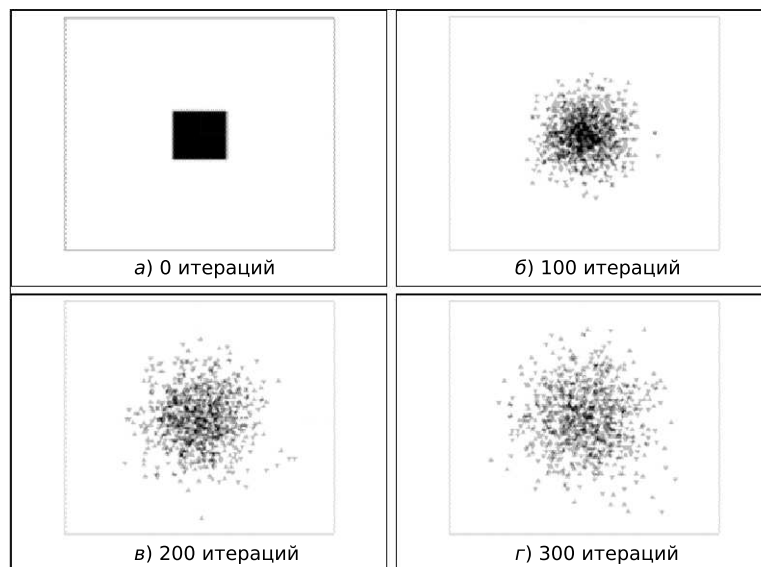 а) 0 итераций
б) 100 итераций
в) 200 итераций
г) 300 итераций